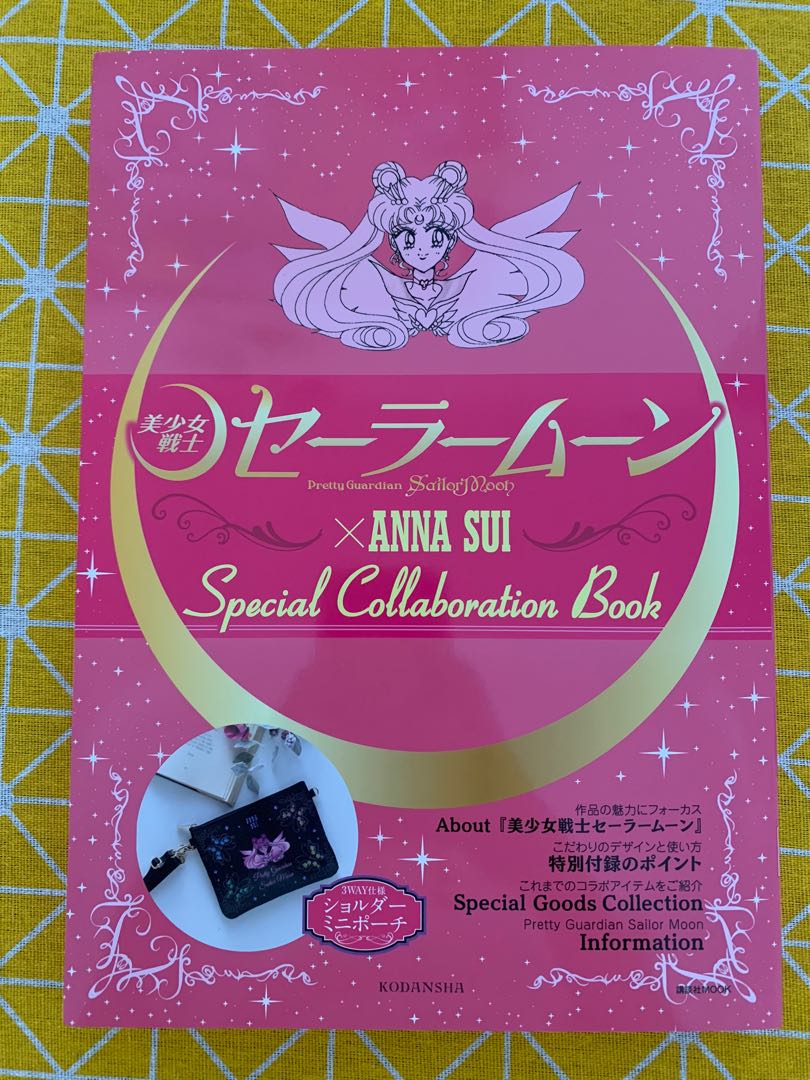 美少女
戦士
セーラームーン
Pretty Guardian Sailor Moon
×ANNA SUI
Special Collaboration Book
作品の魅力にフォーカス
About『美少女戦士セーラームーン』
こだわりのデザインと使い方
特別付録のポイント
これまでのコラボアイテムをご紹介
Special Goods Collection
Pretty Guardian Sailor Moon
Information
Pretty Guardian
Sailor Moon
3WAY仕様
ショルダー
ミニポーチ
KODANSHA
講談社MOOK